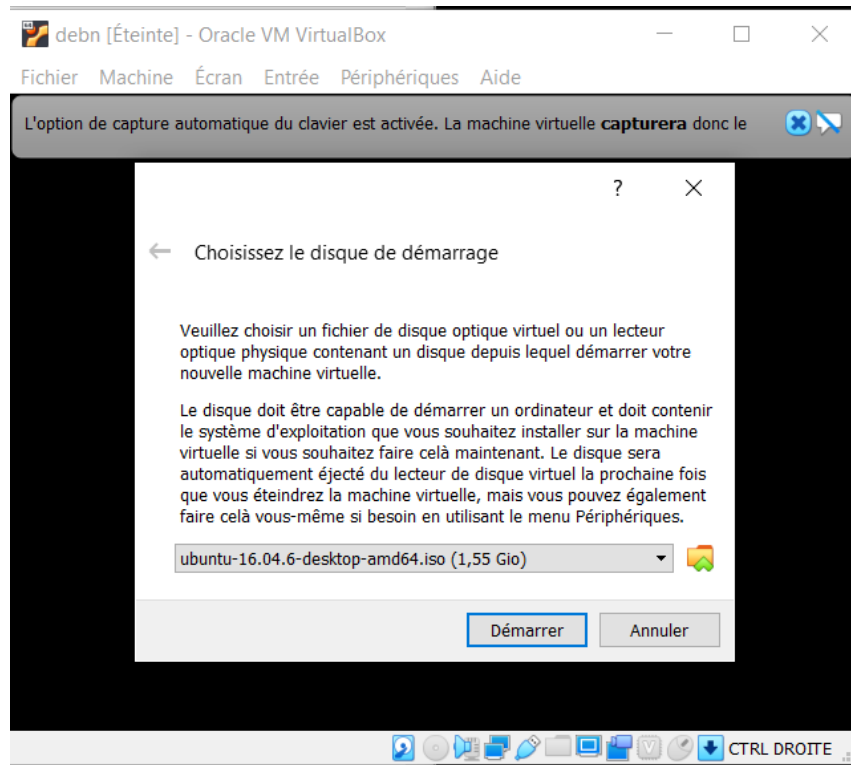 debn [Éteinte] - Oracle VM VirtualBox
Fichier Machine Écran Entrée Périphériques Aide
L'option de capture automatique du clavier est activée. La machine virtuelle capturera donc le
?
Choisissez le disque de démarrage
Veuillez choisir un fichier de disque optique virtuel ou un lecteur
optique physique contenant un disque depuis lequel démarrer votre
nouvelle machine virtuelle.
Le disque doit être capable de démarrer un ordinateur et doit contenir
le système d'exploitation que vous souhaitez installer sur la machine
virtuelle si vous souhaitez faire celà maintenant. Le disque sera
automatiquement éjecté du lecteur de disque virtuel la prochaine fois
que vous éteindrez la machine virtuelle, mais vous pouvez également
faire celà vous-même si besoin en utilisant le menu Périphériques.
ubuntu-16.04.6-desktop-amd64.iso (1,55 Gio)
Démarrer Annuler
CTRL DROITE